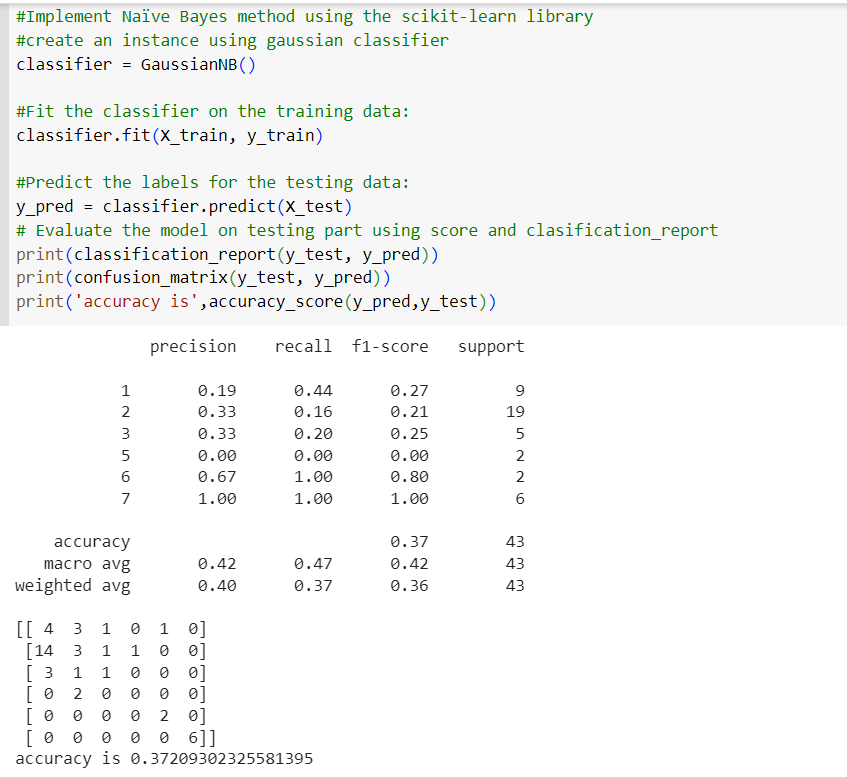 #Implement Naïve Bayes method using the scikit-learn library
#create an instance using gaussian classifier
classifier = GaussianNB()
#Fit the classifier on the training data:
classifier.fit(X_train, y_train)
#Predict the labels for the testing data:
y_pred = classifier.predict(X_test)
# Evaluate the model on testing part using score and clasification_report
print(classification_report(y_test, y_pred))
print(confusion_matrix(y_test, y_pred))
print('accuracy is',accuracy_score(y_pred,y_test))
precision recall f1-score support
1 0.19 0.44 0.27 9
2 0.33 0.16 0.21 19
3 0.33 0.20 0.25 5
5 0.00 0.00 0.00 2
6 0.67 1.00 0.80 2
7 1.00 1.00 1.00 6
accuracy 0.37 43
macro avg 0.42 0.47 0.42 43
weighted avg 0.40 0.37 0.36 43
[[ 4 3 1 0 1 0]
[14 3 1 1 0 0]
[ 3 1 1 0 0 0]
[ 0 2 0 0 0 0]
[ 0 0 0 0 2 0]
[ 0 0 0 0 0 6]]
accuracy is 0.37209302325581395